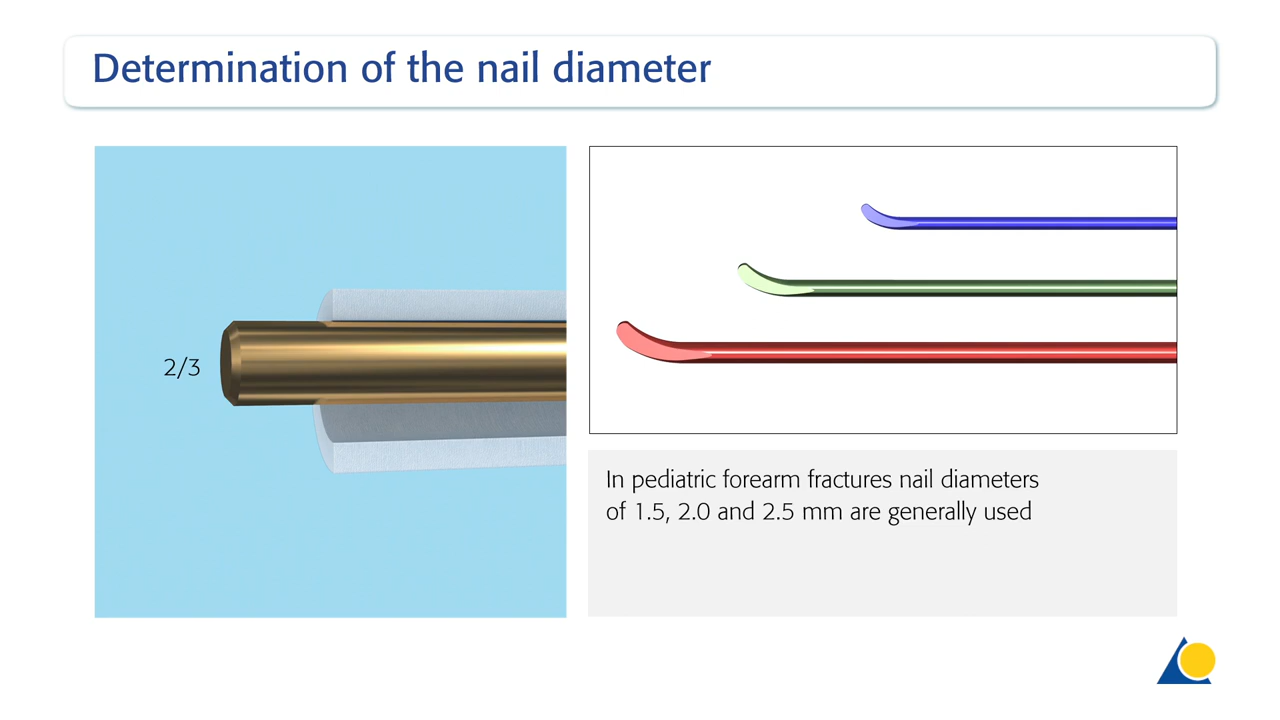 Determination of the nail diameter
2/3
In pediatric forearm fractures nail diameters
of 1.5, 2.0 and 2.5 mm are generally used